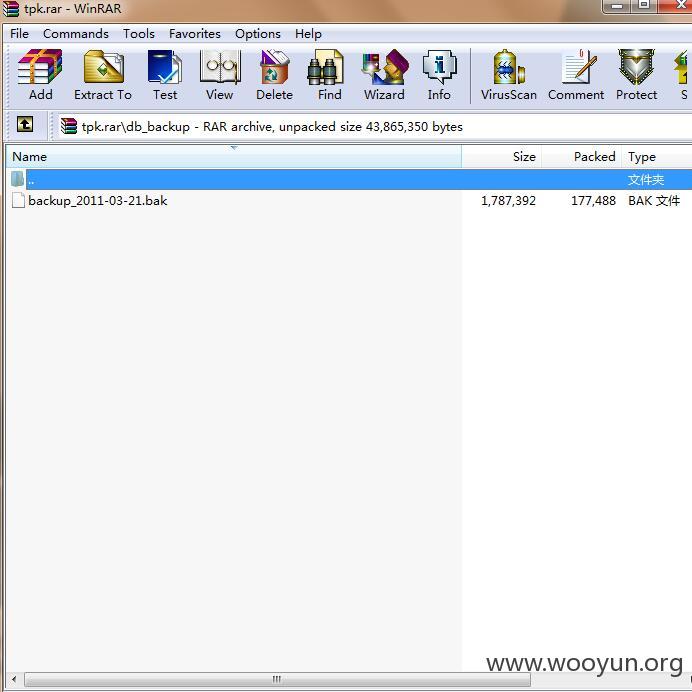 tpk.rar - WinRAR
File Commands Tools Favorites Options Help
Add Extract To Test View Delete Find Wizard Info VirusScan Comment Protect S
tpk.rar\db_backup - RAR archive, unpacked size 43,865,350 bytes
Name Size Packed Type
.. 文件夹
backup_2011-03-21.bak 1,787,392 177,488 BAK 文件
www.wooyun.org